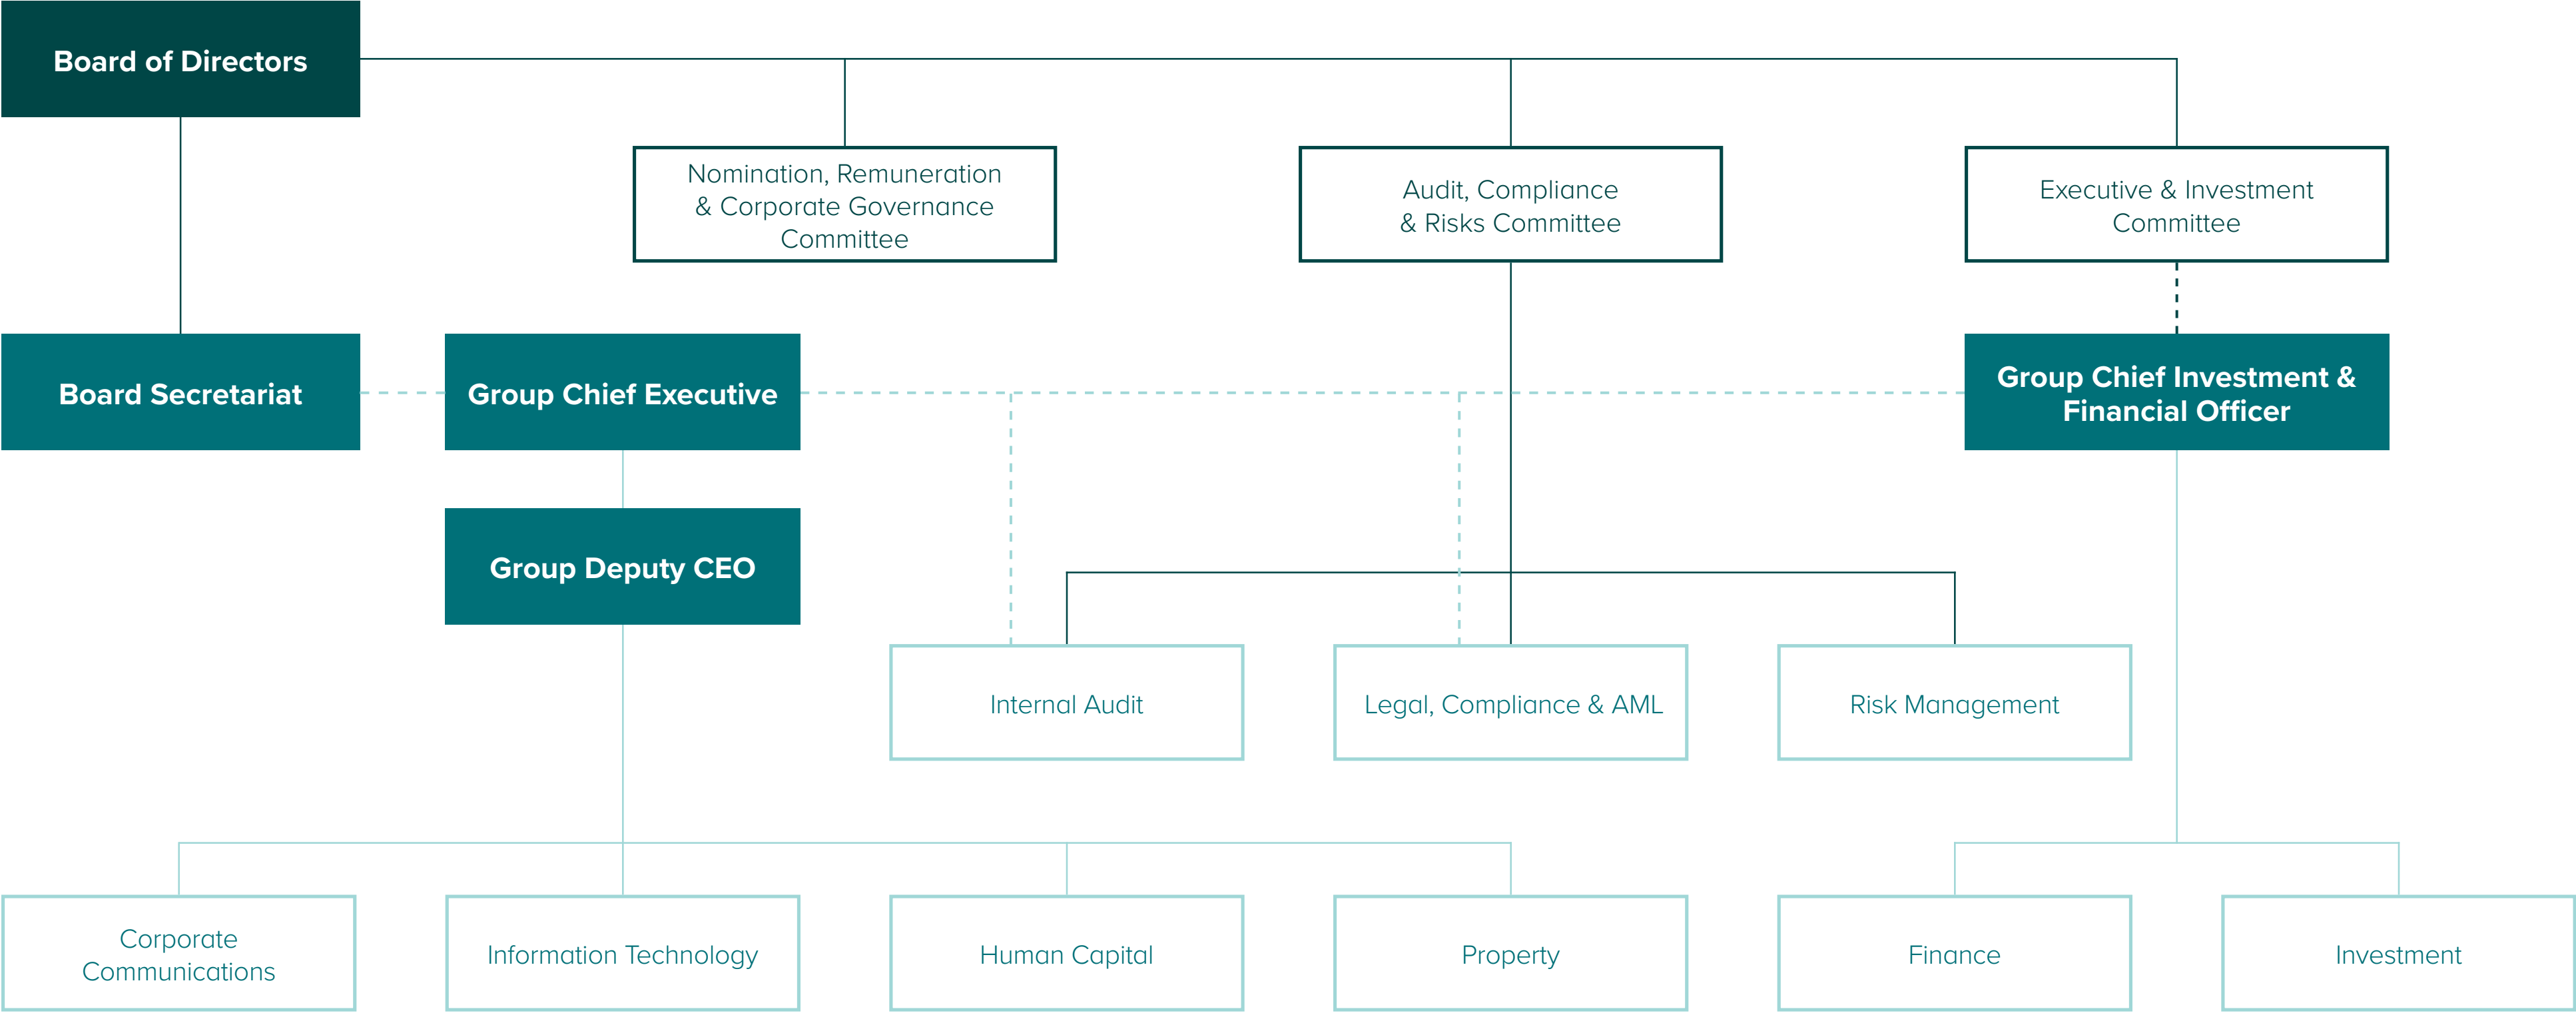 Board of Directors
Nomination, Remuneration
& Corporate Governance
Committee
Audit, Compliance
& Risks Committee
Executive & Investment
Committee
Board Secretariat
Group Chief Executive
Group Chief Investment &
Financial Officer
Group Deputy CEO
Internal Audit
Legal, Compliance & AML
Risk Management
Corporate
Communications
Information Technology
Human Capital
Property
Finance
Investment